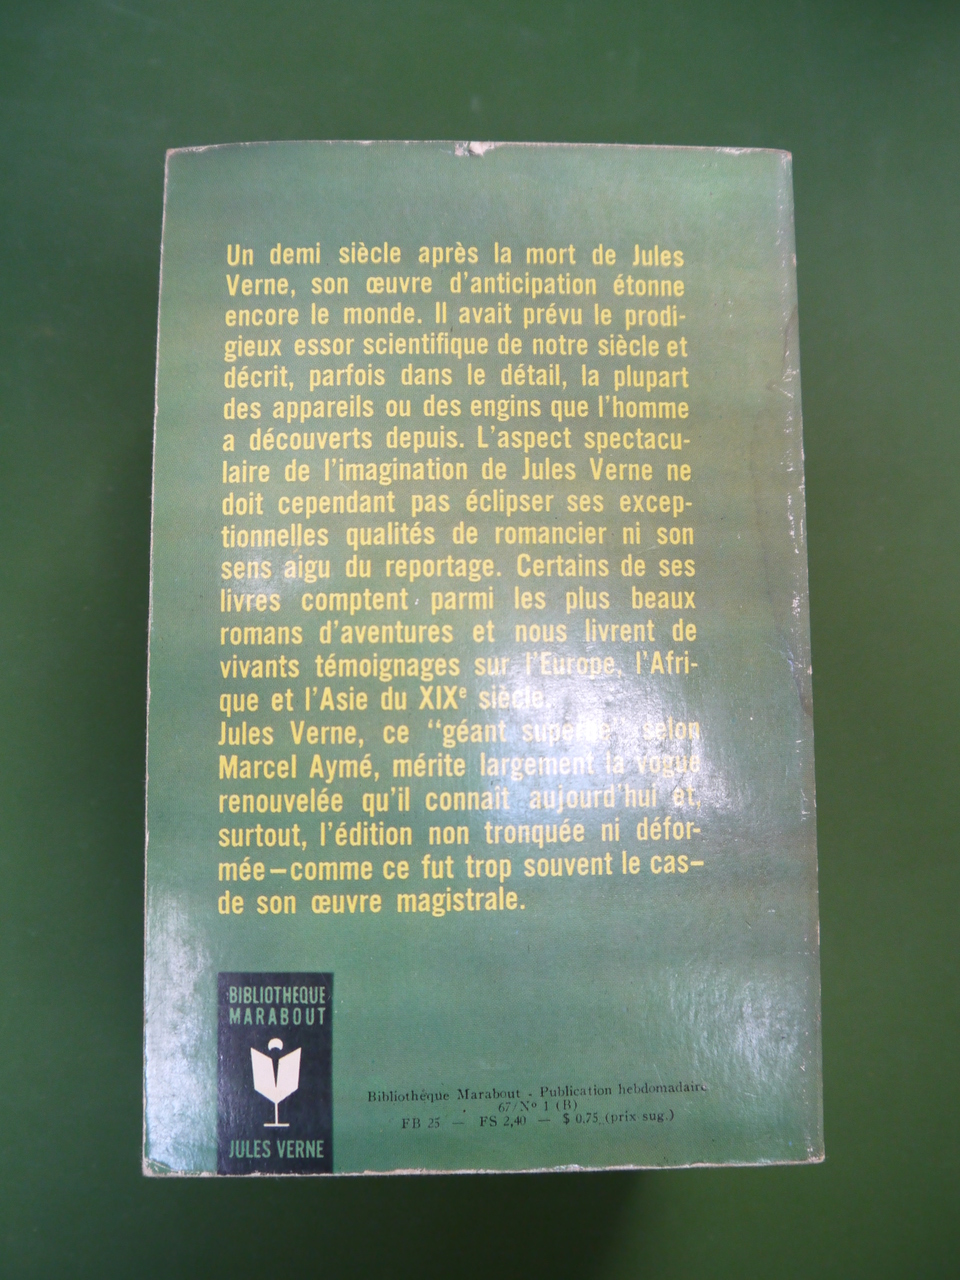 Un demi siècle après la mort de Jules
Verne, son œuvre d'anticipation étonne
encore le monde. Il avait prévu le prodi-
gieux essor scientifique de notre siècle et
décrit, parfois dans le détail, la plupart
des appareils ou des engins que l'homme
a découverts depuis. L'aspect spectacu-
laire de l'imagination de Jules Verne ne
doit cependant pas éclipser ses excep-
tionnelles qualités de romancier ni son
sens aigu du reportage. Certains de ses
livres comptent parmi les plus beaux
romans d'aventures et nous livrent de
vivants témoignages sur l'Europe, l'Afri-
que et l'Asie du XIXe siècle.
Jules Verne, ce “géant superbe” selon
Marcel Aymé, mérite largement la vogue
renouvelée qu'il connaît aujourd'hui et,
surtout, l'édition non tronquée ni défor-
mée—comme ce fut trop souvent le cas—
de son œuvre magistrale.
BIBLIOTHEQUE
MARABOUT
JULES VERNE
Bibliothèque Marabout - Publication hebdomadaire
67/No 1 (B)
FB 25 — FS 2,40 — $ 0,75 (prix sug.)